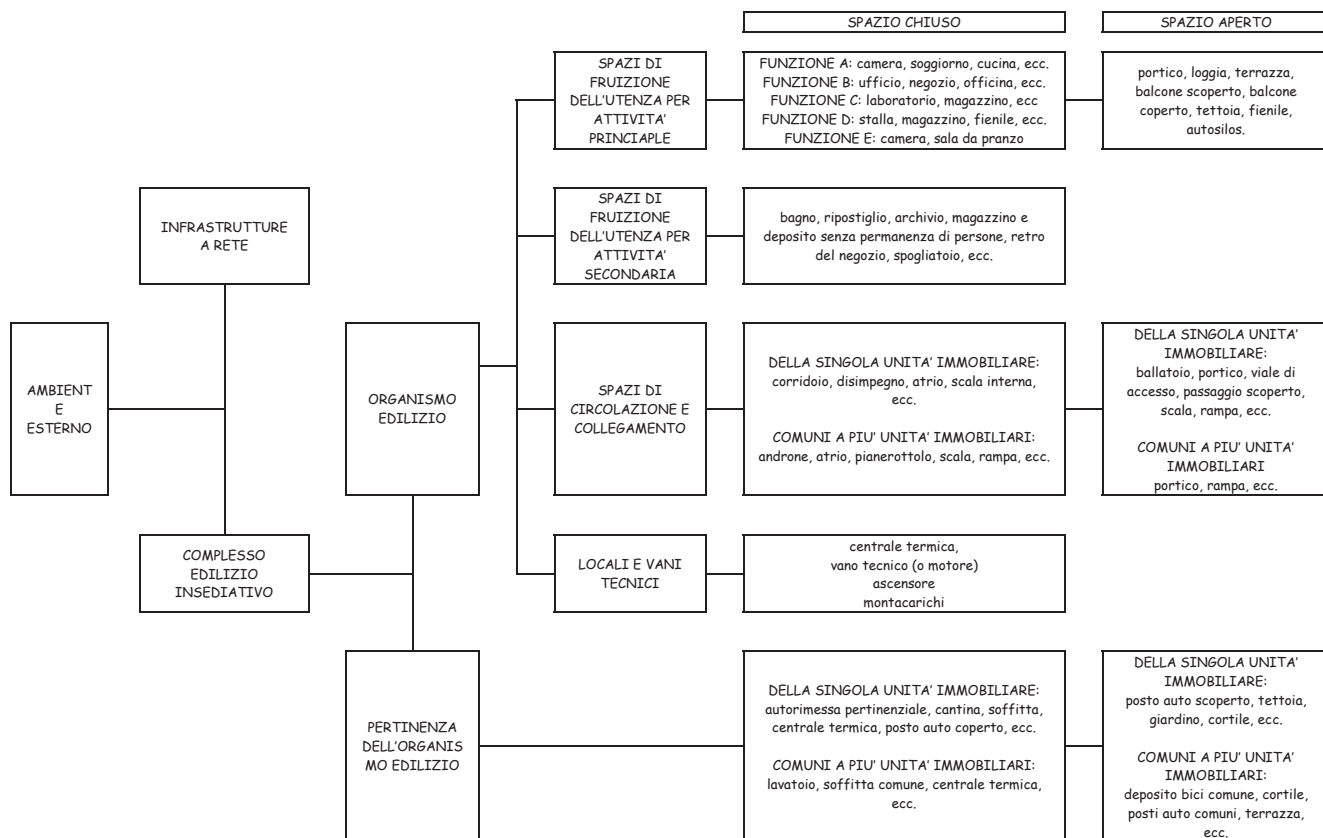 SPAZIO CHIUSO
SPAZIO APERTO
SPAZI DI
FRUIZIONE
DELL'UTENZA PER
ATTIVITA'
PRINCIAPLE
FUNZIONE A: camera, soggiorno, cucina, ecc.
FUNZIONE B: ufficio, negozio, officina, ecc.
FUNZIONE C: laboratorio, magazzino, ecc
FUNZIONE D: stalla, magazzino, fienile, ecc.
FUNZIONE E: camera, sala da pranzo
portico, loggia, terrazza,
balcone scoperto, balcone
coperto, tettoia, fienile,
autosilos.
INFRASTRUTTURE
A RETE
SPAZI DI
FRUIZIONE
DELL'UTENZA PER
ATTIVITA'
SECONDARIA
bagno, ripostiglio, archivio, magazzino e
deposito senza permanenza di persone, retro
del negozio, spogliatoio, ecc.
AMBIENT
E
ESTERNO
ORGANISMO
EDILIZIO
SPAZI DI
CIRCOLAZIONE E
COLLEGAMENTO
DELLA SINGOLA UNITA' IMMOBILIARE:
corridoio, disimpegno, atrio, scala interna,
ecc.
COMUNI A PIU' UNITA' IMMOBILIARI:
androne, atrio, pianerottolo, scala, rampa, ecc.
DELLA SINGOLA UNITA'
IMMOBILIARE:
ballatoio, portico, viale di
accesso, passaggio scoperto,
scala, rampa, ecc.
COMUNI A PIU' UNITA'
IMMOBILIARI
portico, rampa, ecc.
COMPLESSO
EDILIZIO
INSEDIATIVO
LOCALI E VANI
TECNICI
centrale termica,
vano tecnico (o motore)
ascensore
montacarichi
PERTINENZA
DELL'ORGANIS
MO EDILIZIO
DELLA SINGOLA UNITA' IMMOBILIARE:
autorimessa pertinenziale, cantina, soffitta,
centrale termica, posto auto coperto, ecc.
COMUNI A PIU' UNITA' IMMOBILIARI:
lavatoio, soffitta comune, centrale termica,
ecc.
DELLA SINGOLA UNITA'
IMMOBILIARE:
posto auto scoperto, tettoia,
giardino, cortile, ecc.
COMUNI A PIU' UNITA'
IMMOBILIARI:
deposito bici comune, cortile,
posti auto comuni, terrazza,
ecc.